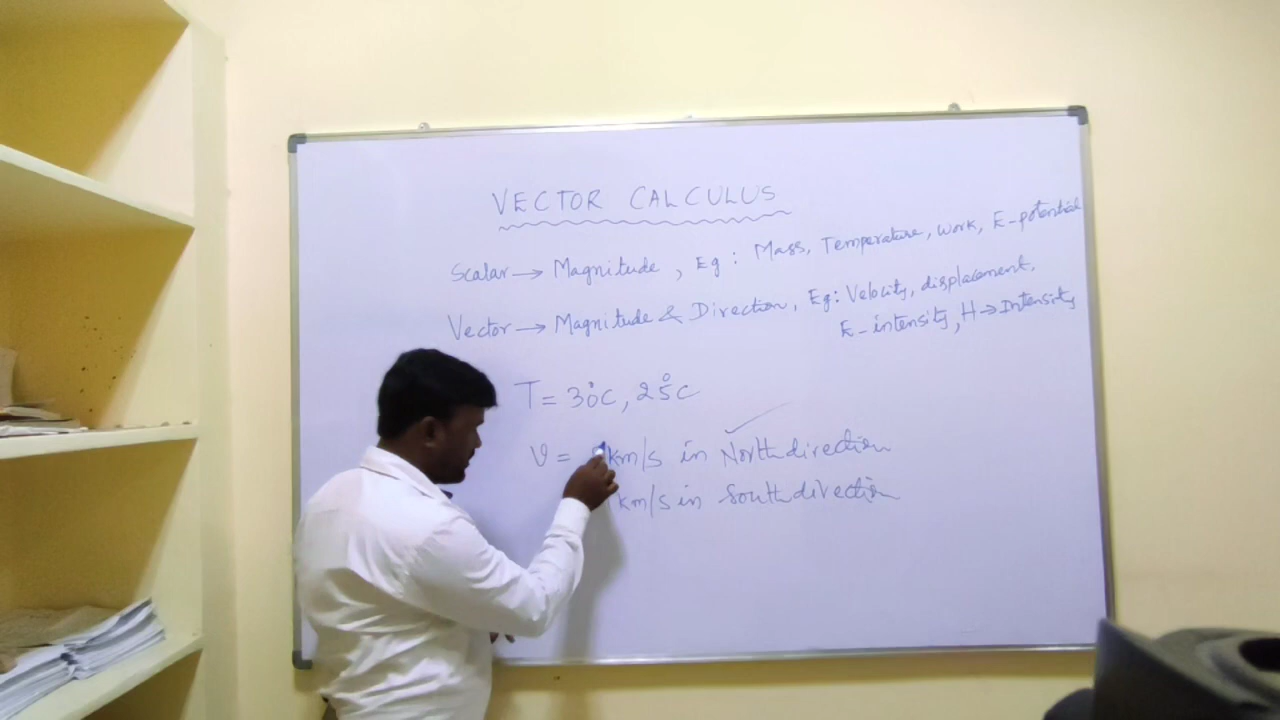 VECTOR CALCULUS
Scalar → Magnitude, Eg: Mass, Temperature, Work, E-potential
Vector → Magnitude & Direction, Eg: Velocity, displacement,
E-intensity, H→Intensity
T = 30°C, 25°C
V = km/s in North direction
km/s in South direction